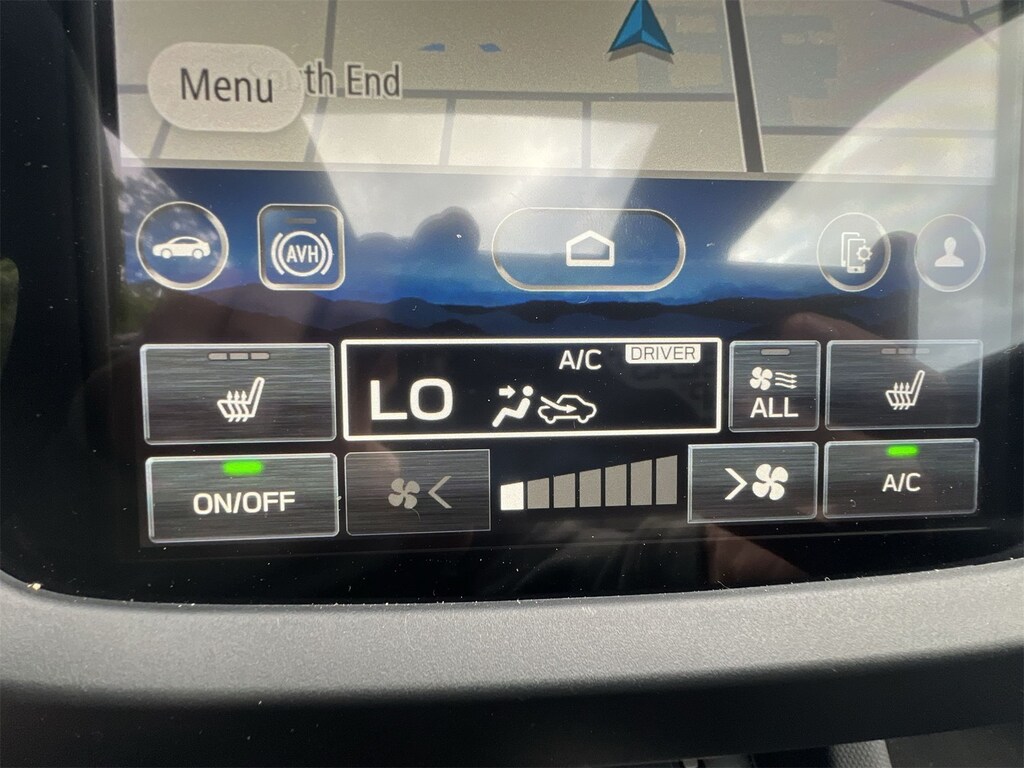 Menu
th End
AVH
A/C DRIVER
LO
ALL
ON/OFF
A/C